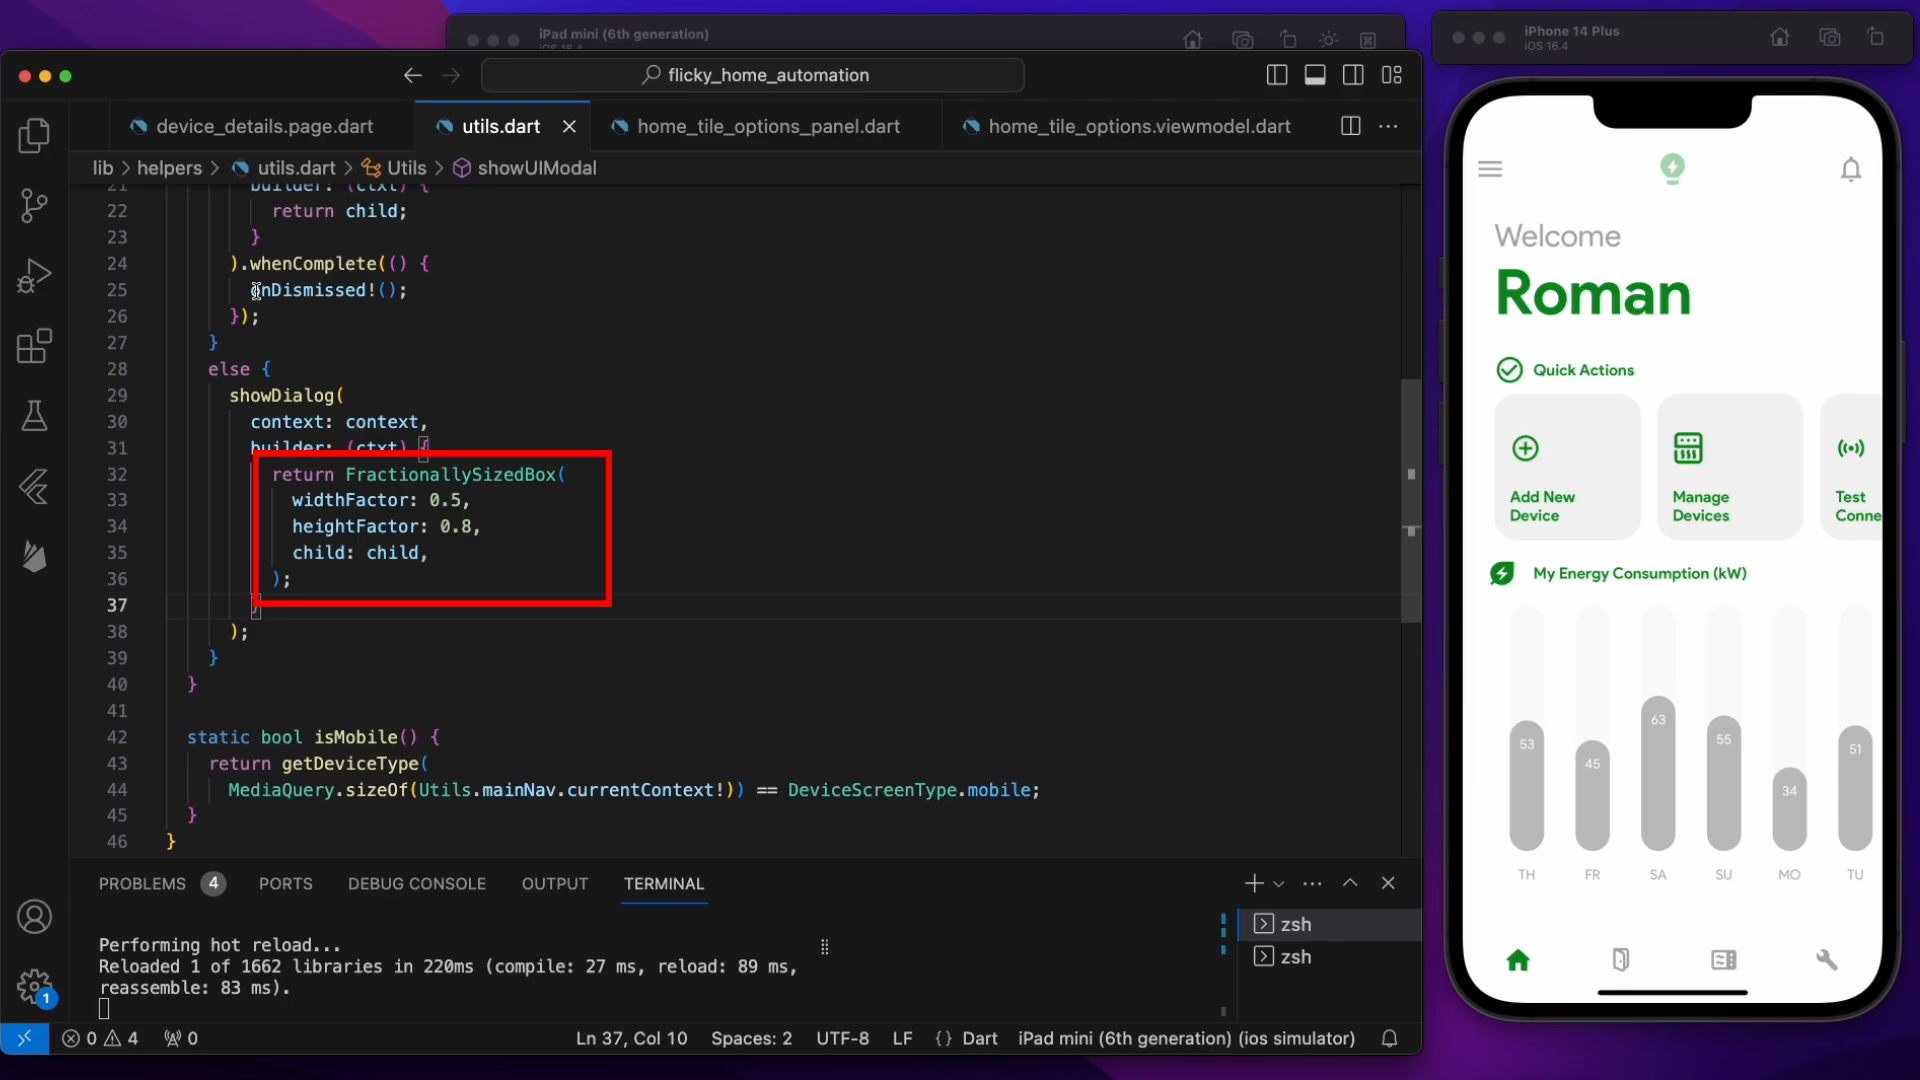 iPad mini (6th generation)
iOS 16.4
iPhone 14 Plus
iOS 16.4
flicky_home_automation
device_details.page.dart
utils.dart
home_tile_options_panel.dart
home_tile_options.viewmodel.dart
lib > helpers > utils.dart > Utils > showUIModal
21 builder: (ctxt) {
22 return child;
23 }
24 ).whenComplete(() {
25 onDismissed!();
26 });
27 }
28 else {
29 showDialog(
30 context: context,
31 builder: (ctxt) {
32 return FractionallySizedBox(
33 widthFactor: 0.5,
34 heightFactor: 0.8,
35 child: child,
36 );
37 }
38 );
39 }
40 }
41
42 static bool isMobile() {
43 return getDeviceType(
44 MediaQuery.sizeOf(Utils.mainNav.currentContext!)) == DeviceScreenType.mobile;
45 }
46 }
PROBLEMS 4 PORTS DEBUG CONSOLE OUTPUT TERMINAL
Performing hot reload...
Reloaded 1 of 1662 libraries in 220ms (compile: 27 ms, reload: 89 ms,
reassemble: 83 ms).
zsh
zsh
1
0 4 0 Ln 37, Col 10 Spaces: 2 UTF-8 LF {} Dart iPad mini (6th generation) (ios simulator)
Welcome
Roman
Quick Actions
Add New
Device
Manage
Devices
Test
Conne
My Energy Consumption (kW)
53 45 63 55 34 51
TH FR SA SU MO TU